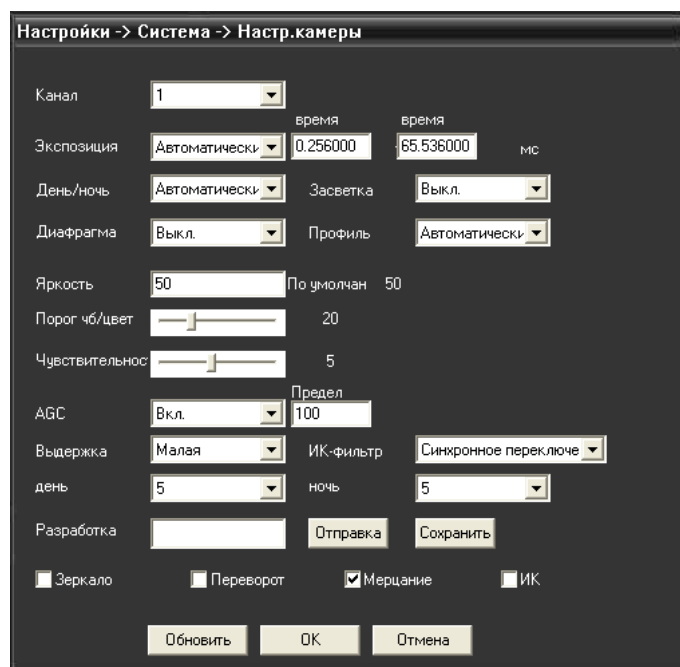 Настройки -> Система -> Настр.камеры
Канал 1
время время
Экспозиция Автоматически 0.256000 65.536000 мс
День/ночь Автоматически Засветка Выкл.
Диафрагма Выкл. Профиль Автоматически
Яркость 50 По умолчан 50
Порог чб/цвет 20
Чувствительнос 5
Предел
AGC Вкл. 100
Выдержка Малая ИК-фильтр Синхронное переключе
день 5 ночь 5
Разработка Отправка Сохранить
Зеркало Переворот Мерцание ИК
Обновить OK Отмена